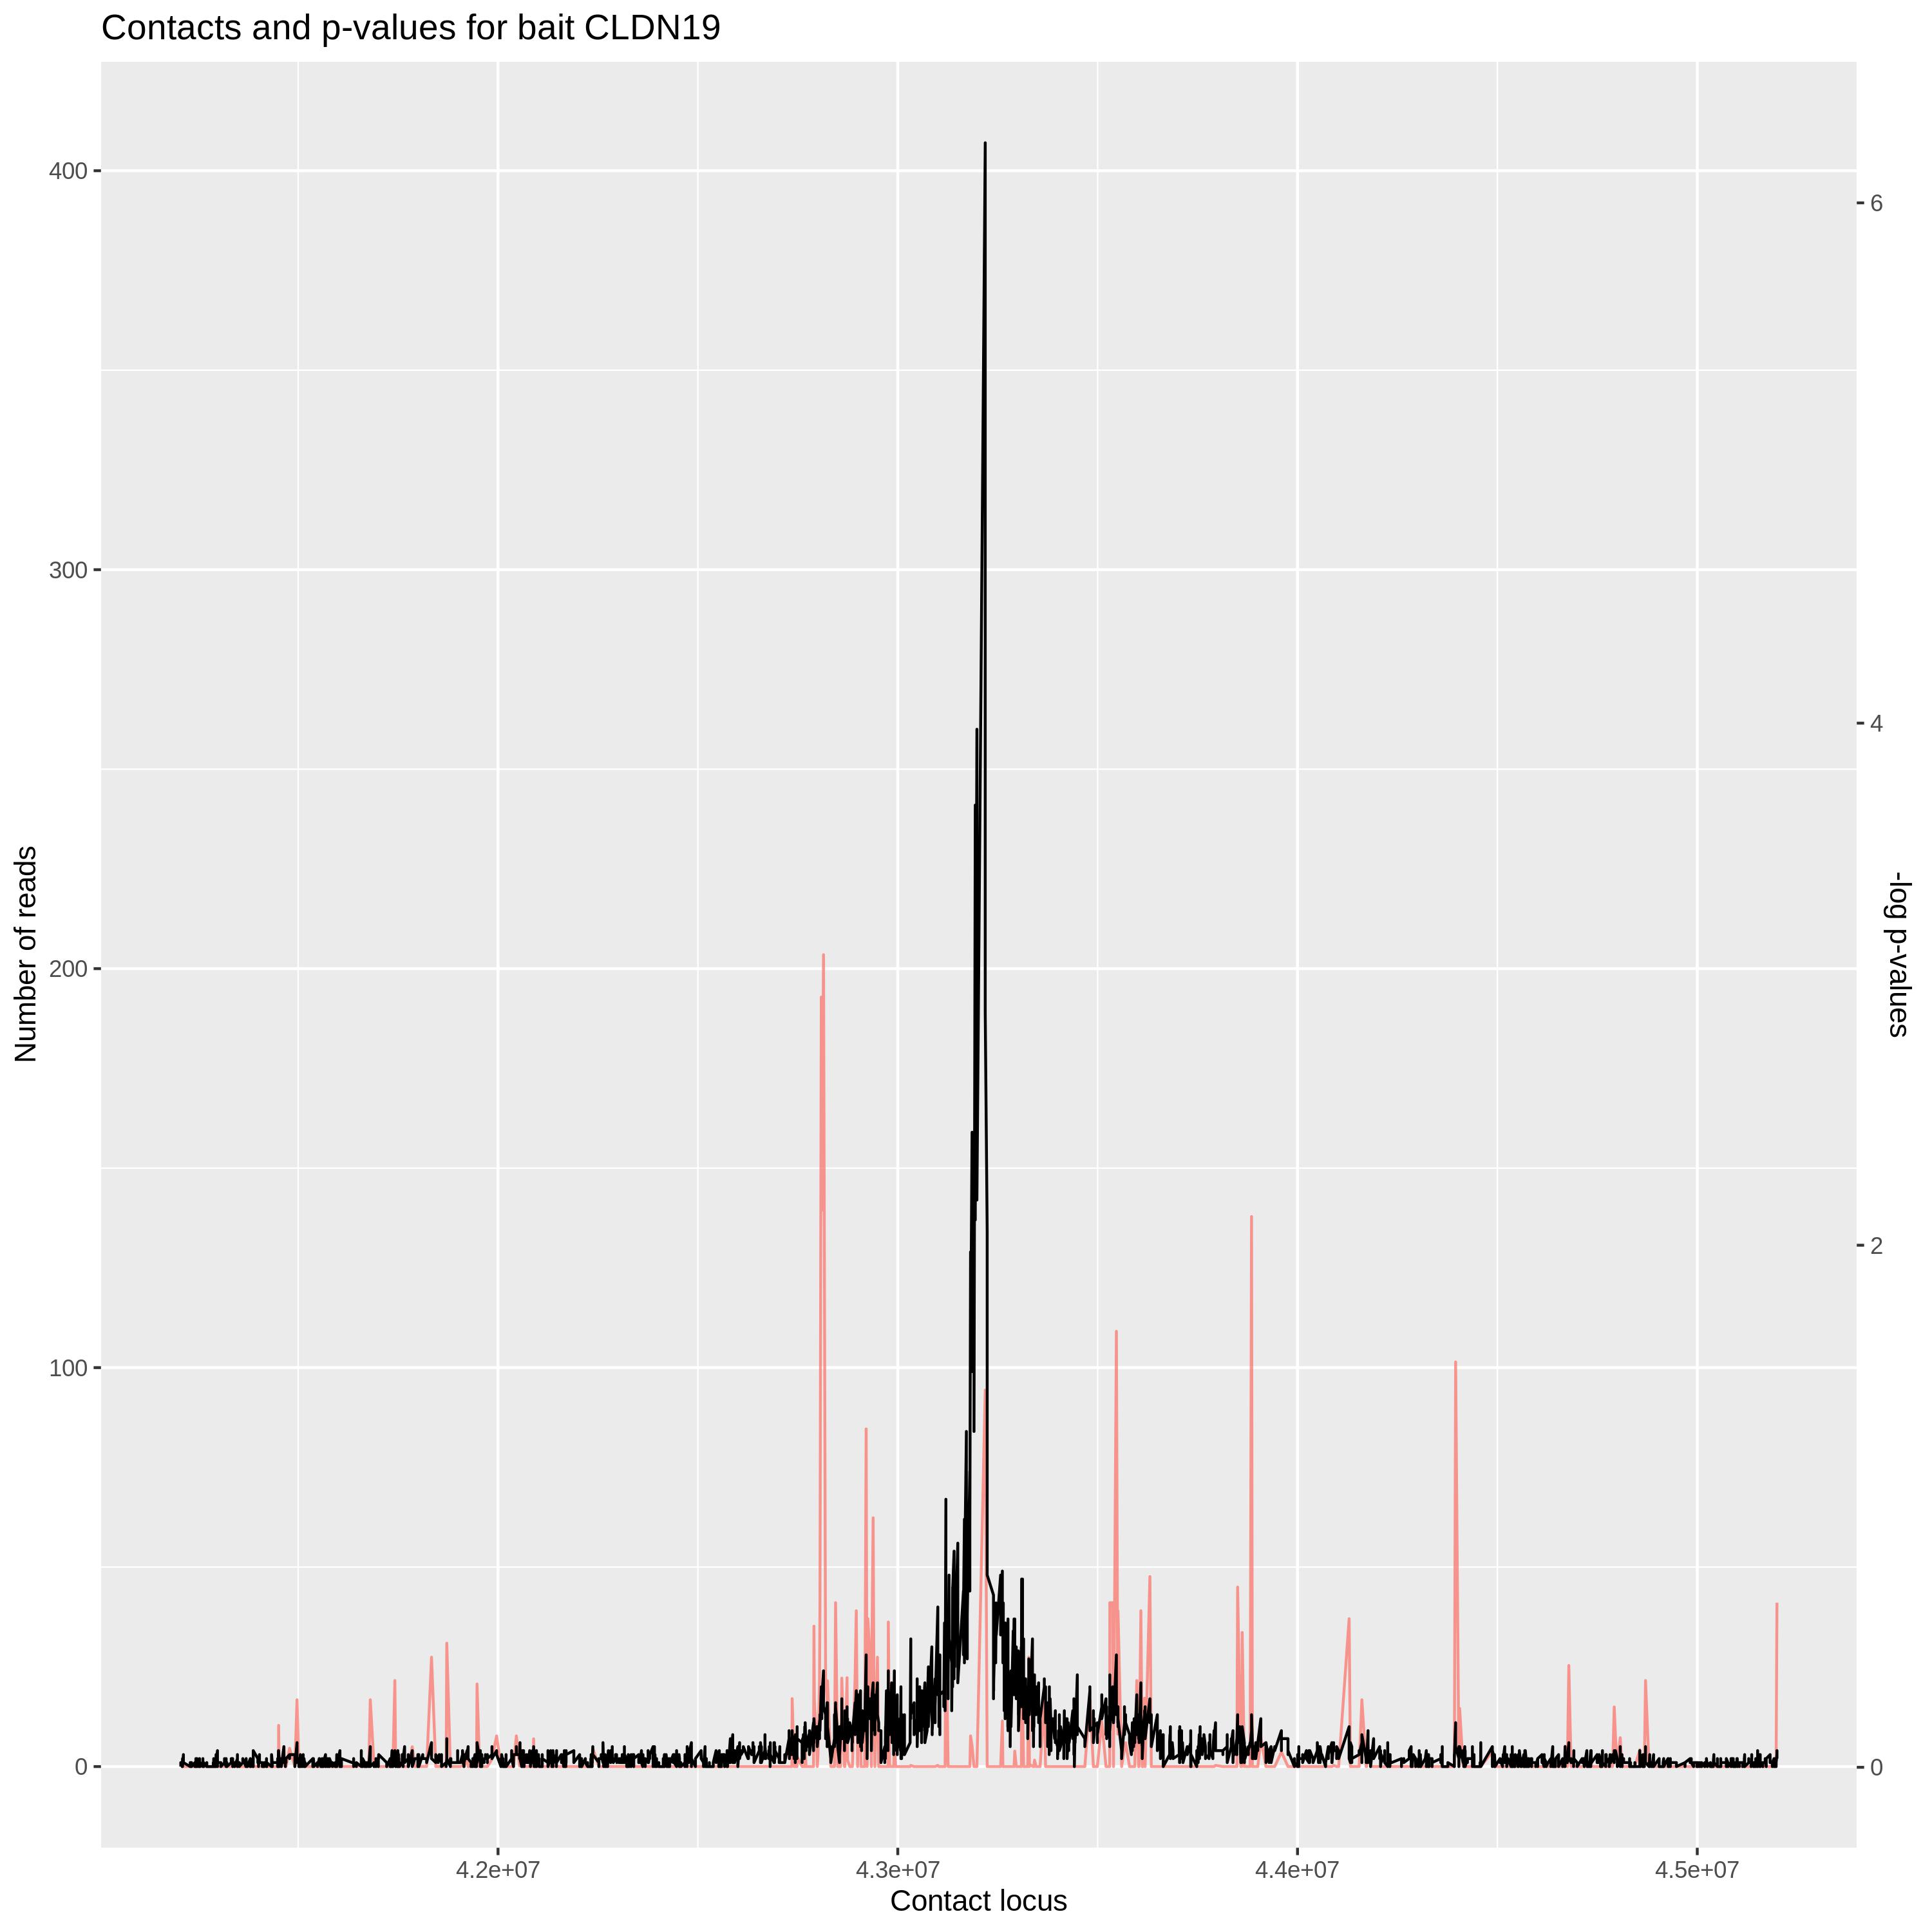 Contacts and p-values for bait CLDN19
400
300
200
100
0
Number of reads
6
4
2
0
-log p-values
4.2e+07
4.3e+07
4.4e+07
4.5e+07
Contact locus